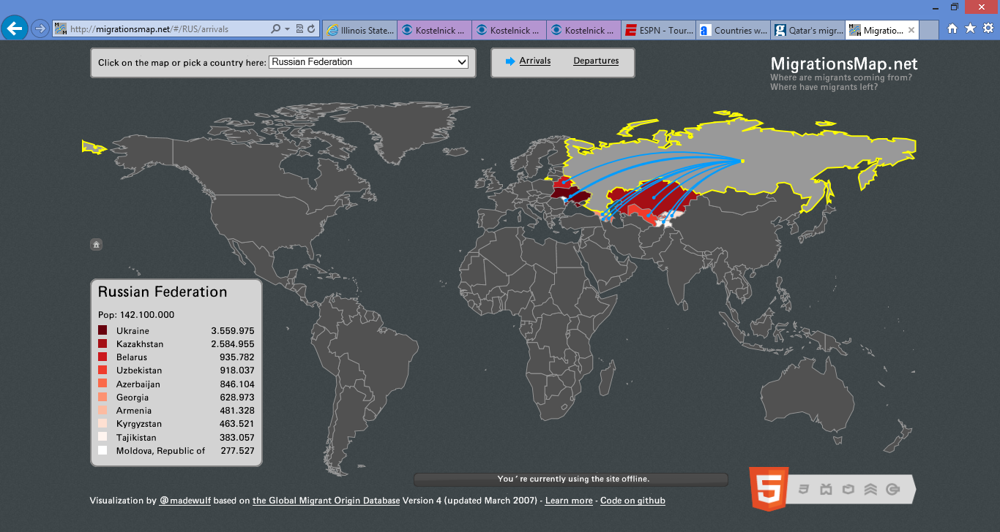 http://migrationsmap.net/#/RUS/arrivals
Illinois State... Kostelnick ... Kostelnick ... Kostelnick ... ESPN - Tour... Countries w... Qatar's migr... Migratio...
Click on the map or pick a country here: Russian Federation
Arrivals Departures
MigrationsMap.net
Where are migrants coming from?
Where have migrants left?
Russian Federation
Pop: 142.100.000
Ukraine 3.559.975
Kazakhstan 2.584.955
Belarus 935.782
Uzbekistan 918.037
Azerbaijan 846.104
Georgia 628.973
Armenia 481.328
Kyrgyzstan 463.521
Tajikistan 383.057
Moldova, Republic of 277.527
You´re currently using the site offline.
Visualization by @madewulf based on the Global Migrant Origin Database Version 4 (updated March 2007) - Learn more - Code on github
5